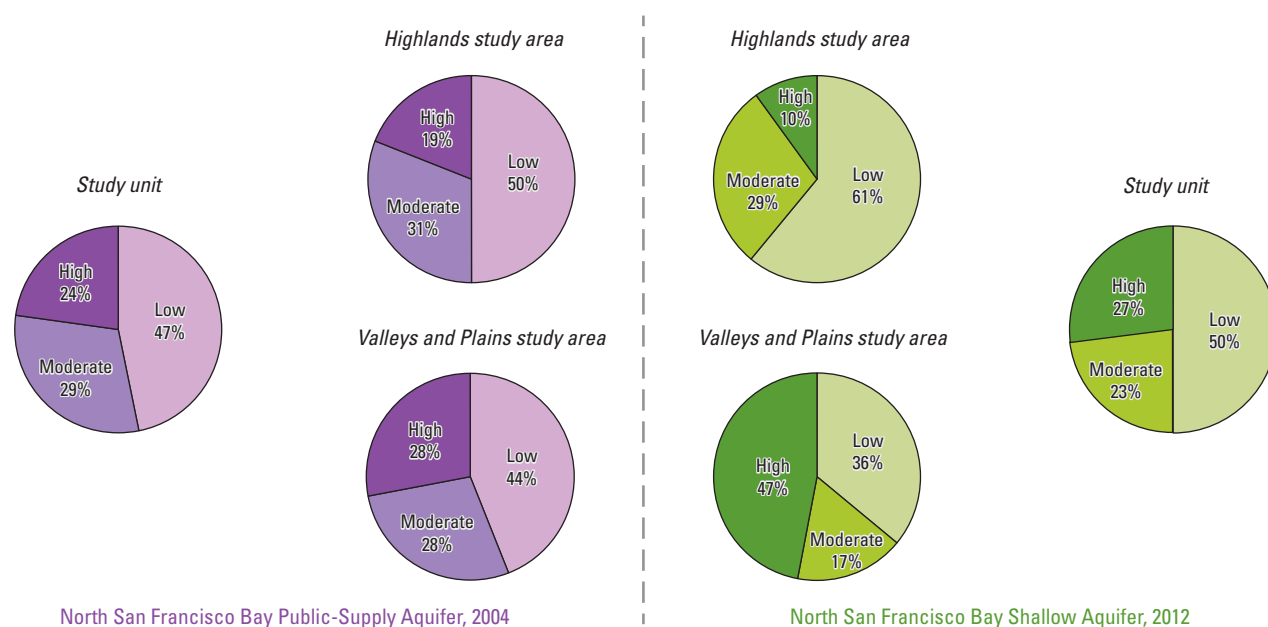 Study unit
High
24%
Low
47%
Moderate
29%
Highlands study area
High
19%
Low
50%
Moderate
31%
Valleys and Plains study area
High
28%
Low
44%
Moderate
28%
North San Francisco Bay Public-Supply Aquifer, 2004
Highlands study area
High
10%
Moderate
29%
Low
61%
Valleys and Plains study area
Low
36%
High
47%
Moderate
17%
Study unit
High
27%
Low
50%
Moderate
23%
North San Francisco Bay Shallow Aquifer, 2012